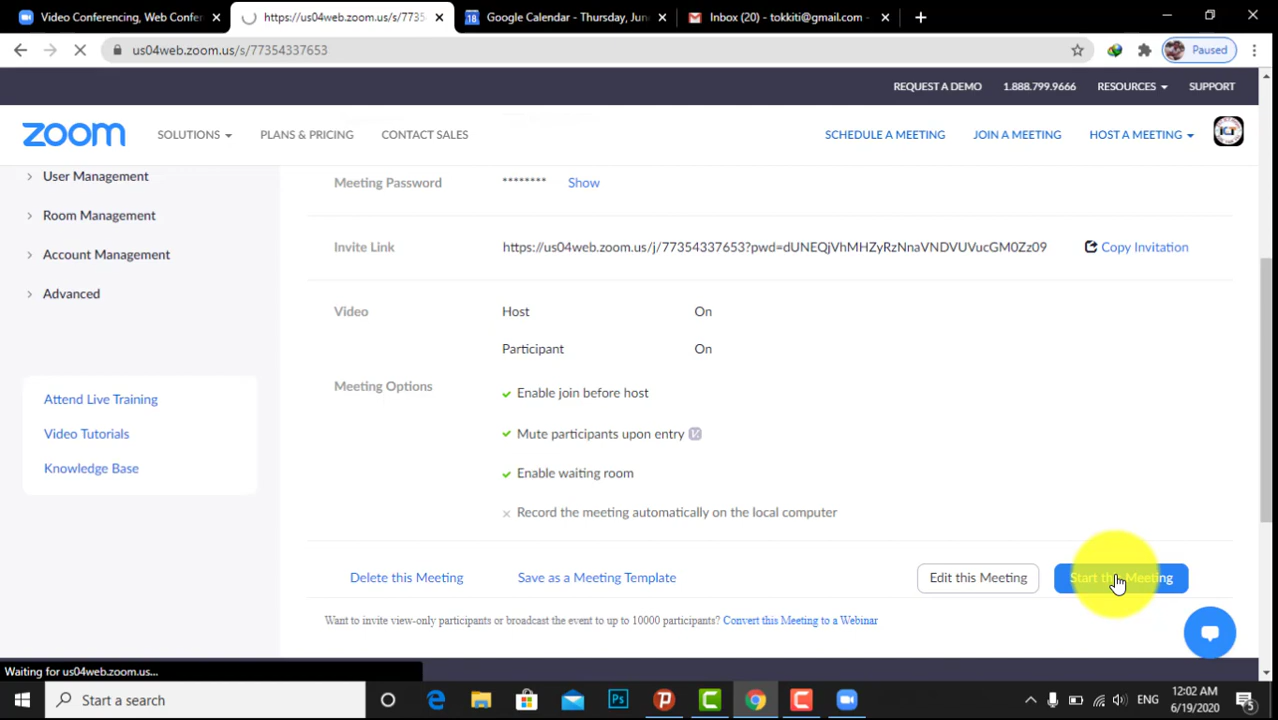 Video Conferencing, Web Confer
https://us04web.zoom.us/s/7735
Google Calendar - Thursday, Jun
Inbox (20) - tokkiti@gmail.com -
us04web.zoom.us/s/77354337653
Paused
REQUEST A DEMO 1.888.799.9666 RESOURCES SUPPORT
zoom SOLUTIONS PLANS & PRICING CONTACT SALES SCHEDULE A MEETING JOIN A MEETING HOST A MEETING
User Management
Room Management
Account Management
Advanced
Attend Live Training
Video Tutorials
Knowledge Base
Meeting Password ******** Show
Invite Link https://us04web.zoom.us/j/77354337653?pwd=dUNEQjVhMHZyRzNnaVNDVUVucGM0Zz09 Copy Invitation
Video Host On
Participant On
Meeting Options Enable join before host
Mute participants upon entry
Enable waiting room
Record the meeting automatically on the local computer
Delete this Meeting Save as a Meeting Template Edit this Meeting Start this Meeting
Want to invite view-only participants or broadcast the event to up to 10000 participants? Convert this Meeting to a Webinar
Waiting for us04web.zoom.us...
Start a search
ENG
12:02 AM
6/19/2020
5